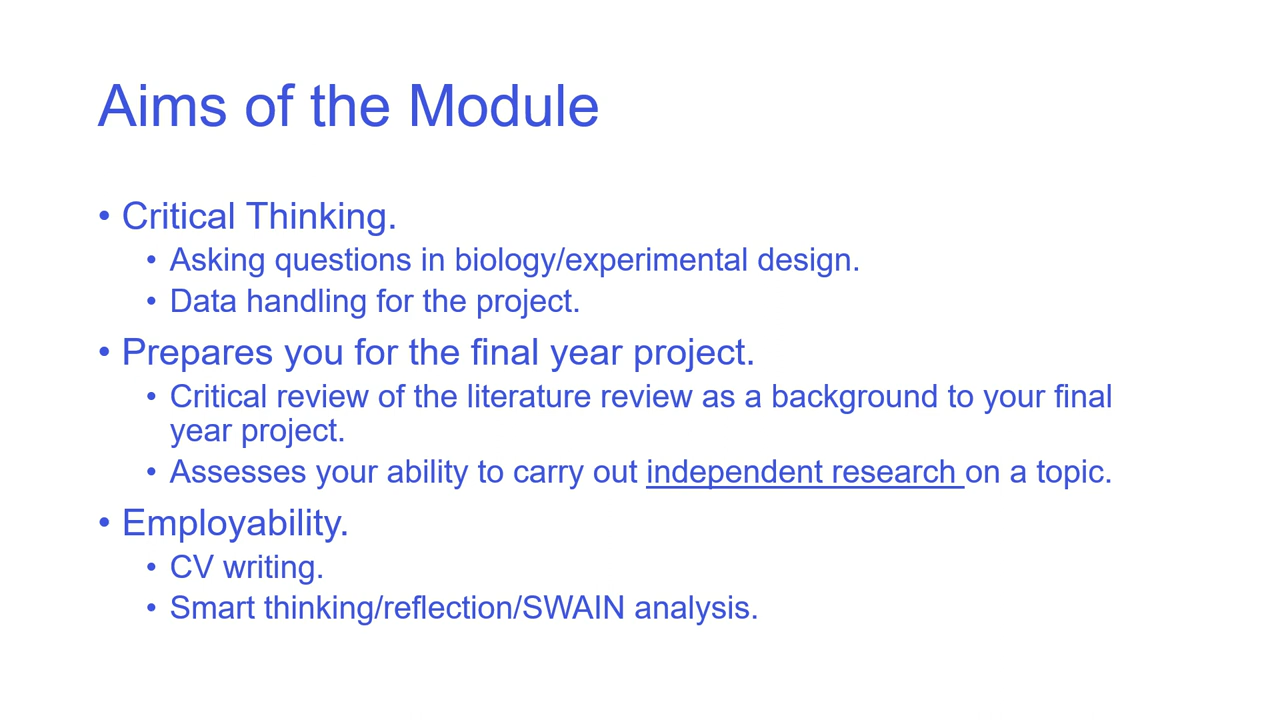 Aims of the Module
• Critical Thinking.
• Asking questions in biology/experimental design.
• Data handling for the project.
• Prepares you for the final year project.
• Critical review of the literature review as a background to your final
year project.
• Assesses your ability to carry out independent research on a topic.
• Employability.
• CV writing.
• Smart thinking/reflection/SWAIN analysis.